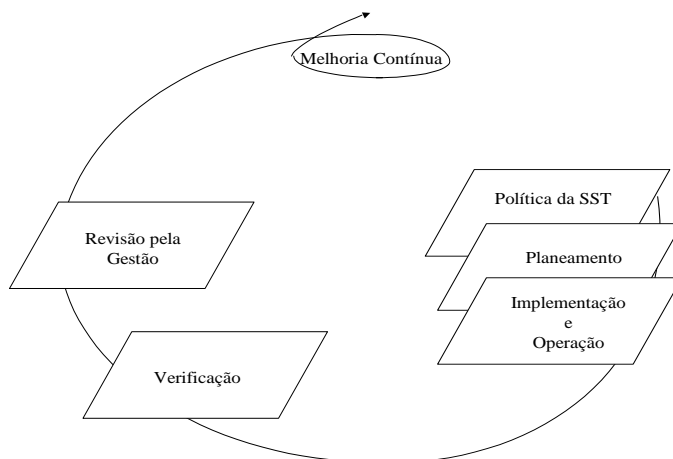 Melhoria Contínua
Política da SST
Planeamento
Implementação
e
Operação
Verificação
Revisão pela
Gestão